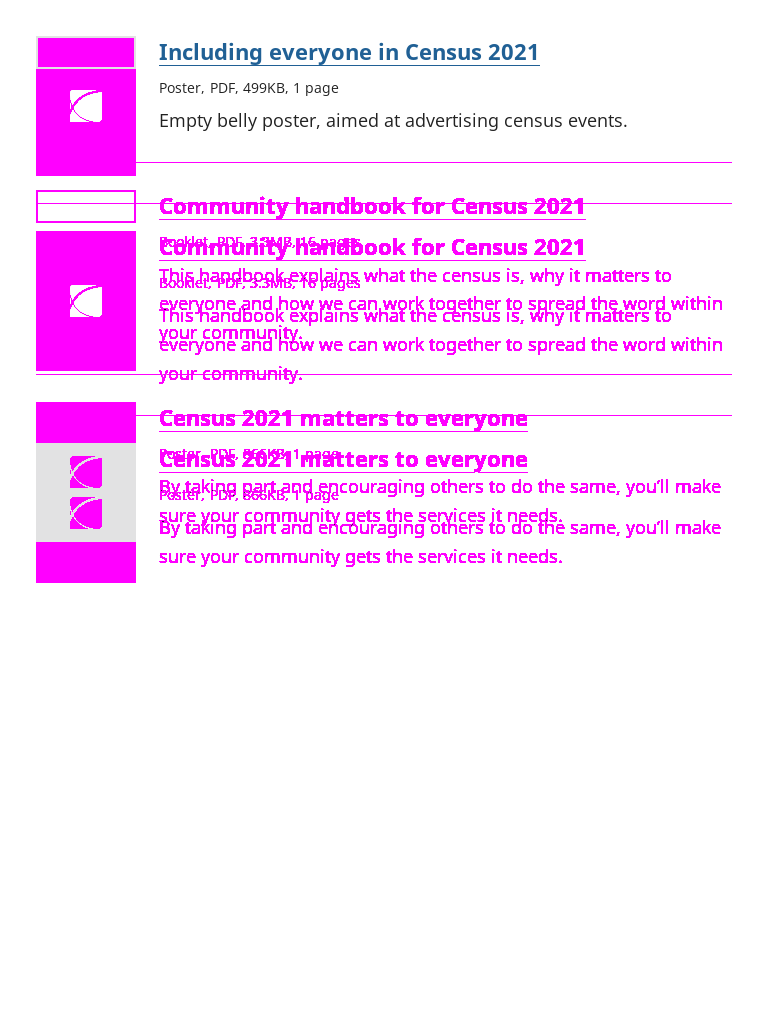 Including everyone in Census 2021
Poster, PDF, 499KB, 1 page
Empty belly poster, aimed at advertising census events.
Community handbook for Census 2021
Booklet, PDF, 3.3MB, 16 pages
Community handbook for Census 2021
This handbook explains what the census is, why it matters to
Booklet, PDF, 3.3MB, 16 pages
everyone and how we can work together to spread the word within
This handbook explains what the census is, why it matters to
your community.
everyone and how we can work together to spread the word within
your community.
Census 2021 matters to everyone
Poster, PDF, 866KB, 1 page
Census 2021 matters to everyone
By taking part and encouraging others to do the same, you'll make
Poster, PDF, 866KB, 1 page
sure your community gets the services it needs.
By taking part and encouraging others to do the same, you'll make
sure your community gets the services it needs.